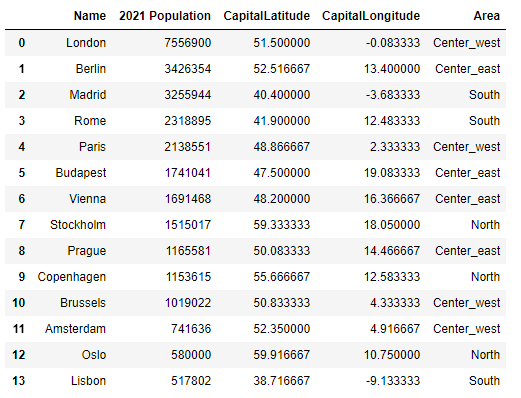 Name 2021 Population CapitalLatitude CapitalLongitude Area
0 London 7556900 51.500000 -0.083333 Center_west
1 Berlin 3426354 52.516667 13.400000 Center_east
2 Madrid 3255944 40.400000 -3.683333 South
3 Rome 2318895 41.900000 12.483333 South
4 Paris 2138551 48.866667 2.333333 Center_west
5 Budapest 1741041 47.500000 19.083333 Center_east
6 Vienna 1691468 48.200000 16.366667 Center_east
7 Stockholm 1515017 59.333333 18.050000 North
8 Prague 1165581 50.083333 14.466667 Center_east
9 Copenhagen 1153615 55.666667 12.583333 North
10 Brussels 1019022 50.833333 4.333333 Center_west
11 Amsterdam 741636 52.350000 4.916667 Center_west
12 Oslo 580000 59.916667 10.750000 North
13 Lisbon 517802 38.716667 -9.133333 South